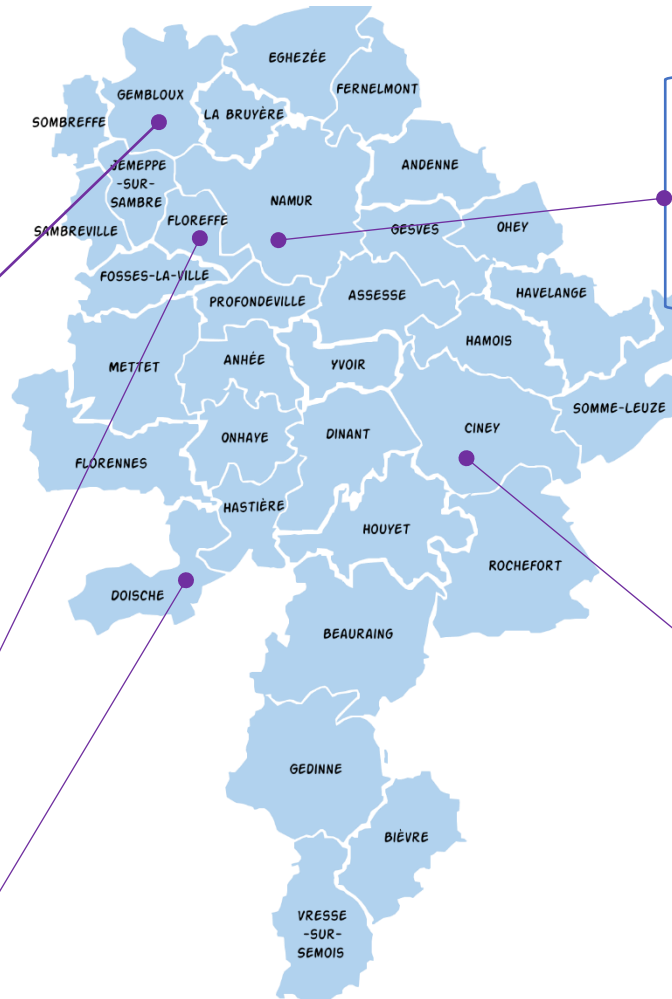 EGHEZÉE
FERNELMONT
GEMBLOUX
LA BRUYÈRE
SOMBREFFE
ANDENNE
JEMEPPE
-SUR-
SAMBRE
NAMUR
FLOREFFE
SAMBREVILLE
GESVES
OHEY
FOSSES-LA-VILLE
PROFONDEVILLE
ASSESSE
HAVELANGE
HAMOIS
METTET
ANHÉE
YVOIR
SOMME-LEUZE
CINEY
ONHAYE
DINANT
FLORENNES
HASTIÈRE
HOUYET
ROCHEFORT
DOISCHE
BEAURAING
GEDINNE
BIÈVRE
VRESSE
-SUR-
SEMOIS